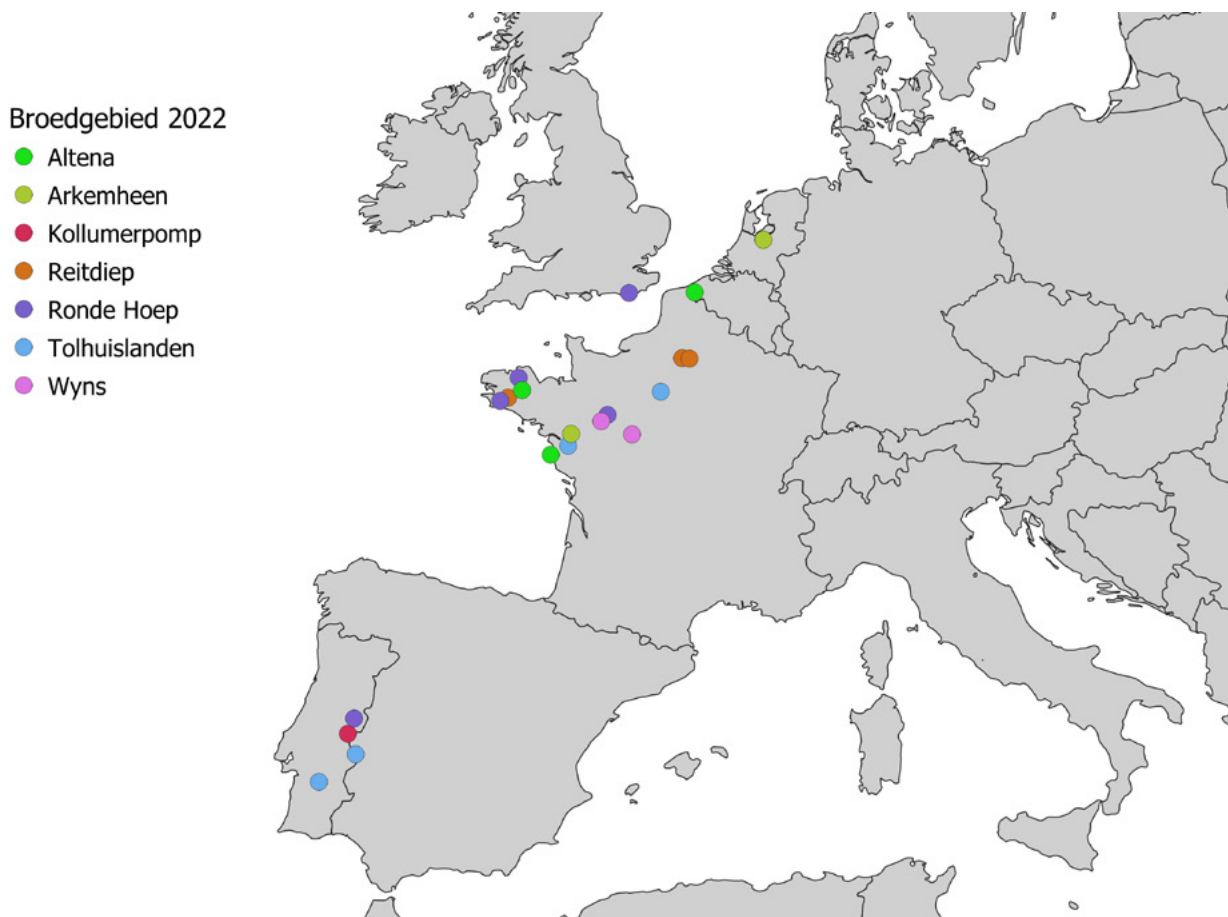 Broedgebied 2022
Altena
Arkemheen
Kollumerpomp
Reitdiep
Ronde Hoep
Tolhuislanden
Wyns